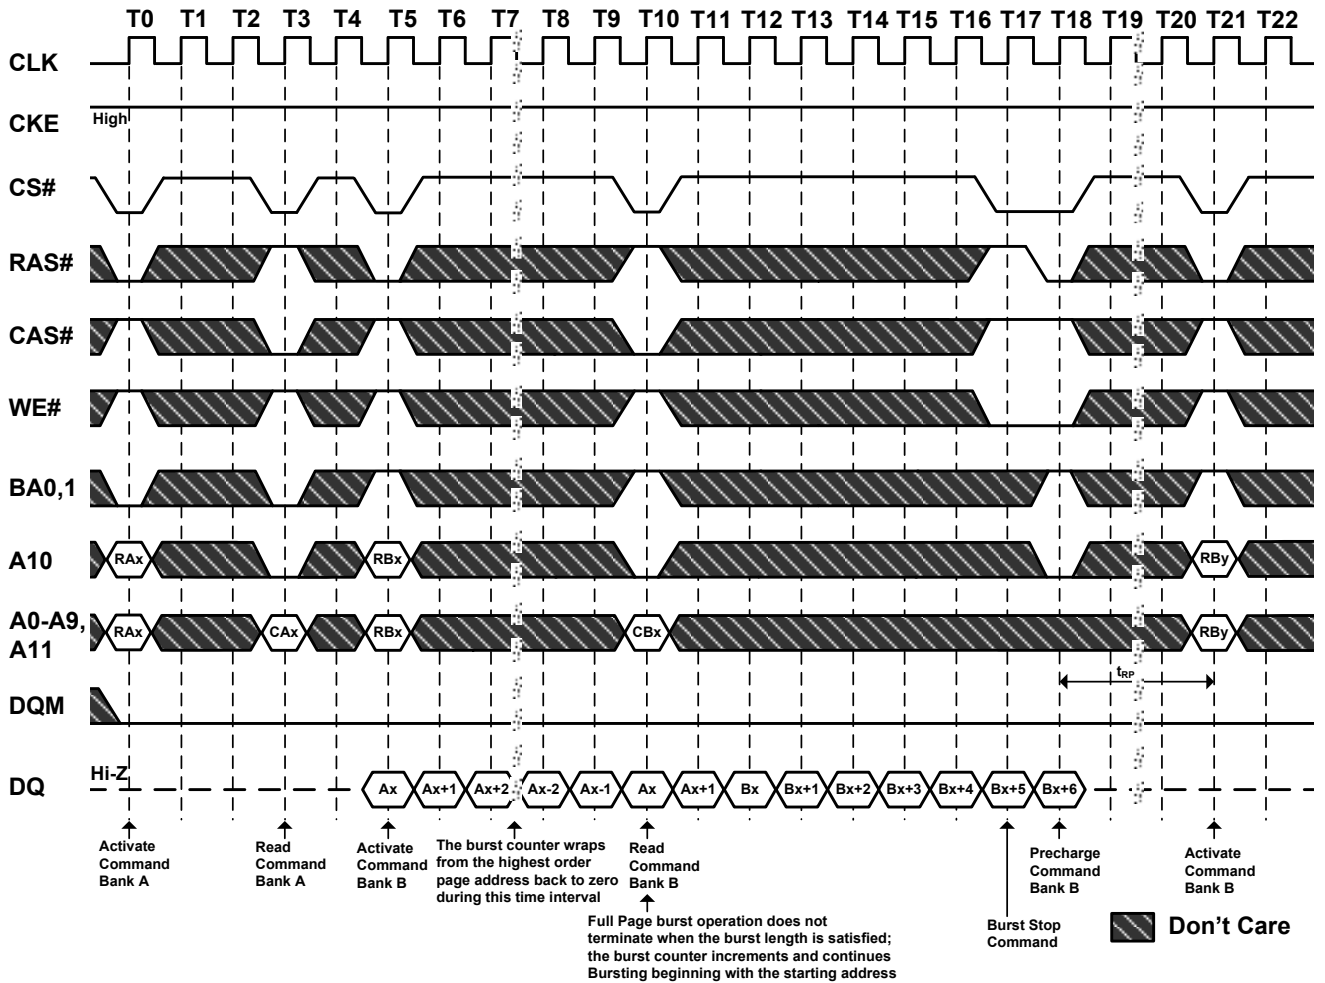 T0 T1 T2 T3 T4 T5 T6 T7 T8 T9 T10 T11 T12 T13 T14 T15 T16 T17 T18 T19 T20 T21 T22
CLK
CKE High
CS#
RAS#
CAS#
WE#
BA0,1
A10 RAx RBx RBy
A0-A9,
A11
RAx CAx RBx CBx RBy
tRP
DQM
Hi-Z
DQ Ax Ax+1 Ax+2 Ax-2 Ax-1 Ax Ax+1 Bx Bx+1 Bx+2 Bx+3 Bx+4 Bx+5 Bx+6
Activate
Command
Bank A
Read
Command
Bank A
Activate
Command
Bank B
The burst counter wraps
from the highest order
page address back to zero
during this time interval
Read
Command
Bank B
Full Page burst operation does not
terminate when the burst length is satisfied;
the burst counter increments and continues
Bursting beginning with the starting address
Burst Stop
Command
Precharge
Command
Bank B
Activate
Command
Bank B
Don't Care